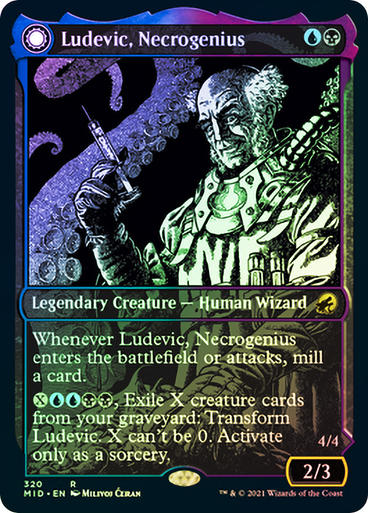 Ludevic, Necrogenius
Legendary Creature — Human Wizard
Whenever Ludevic, Necrogenius
enters the battlefield or attacks, mill
a card.
X, Exile X creature cards
from your graveyard: Transform
Ludevic. X can't be 0. Activate
only as a sorcery.
4/4
2/3
320 R
MID • EN Milivoj Ćeran
™ & © 2021 Wizards of the Coast